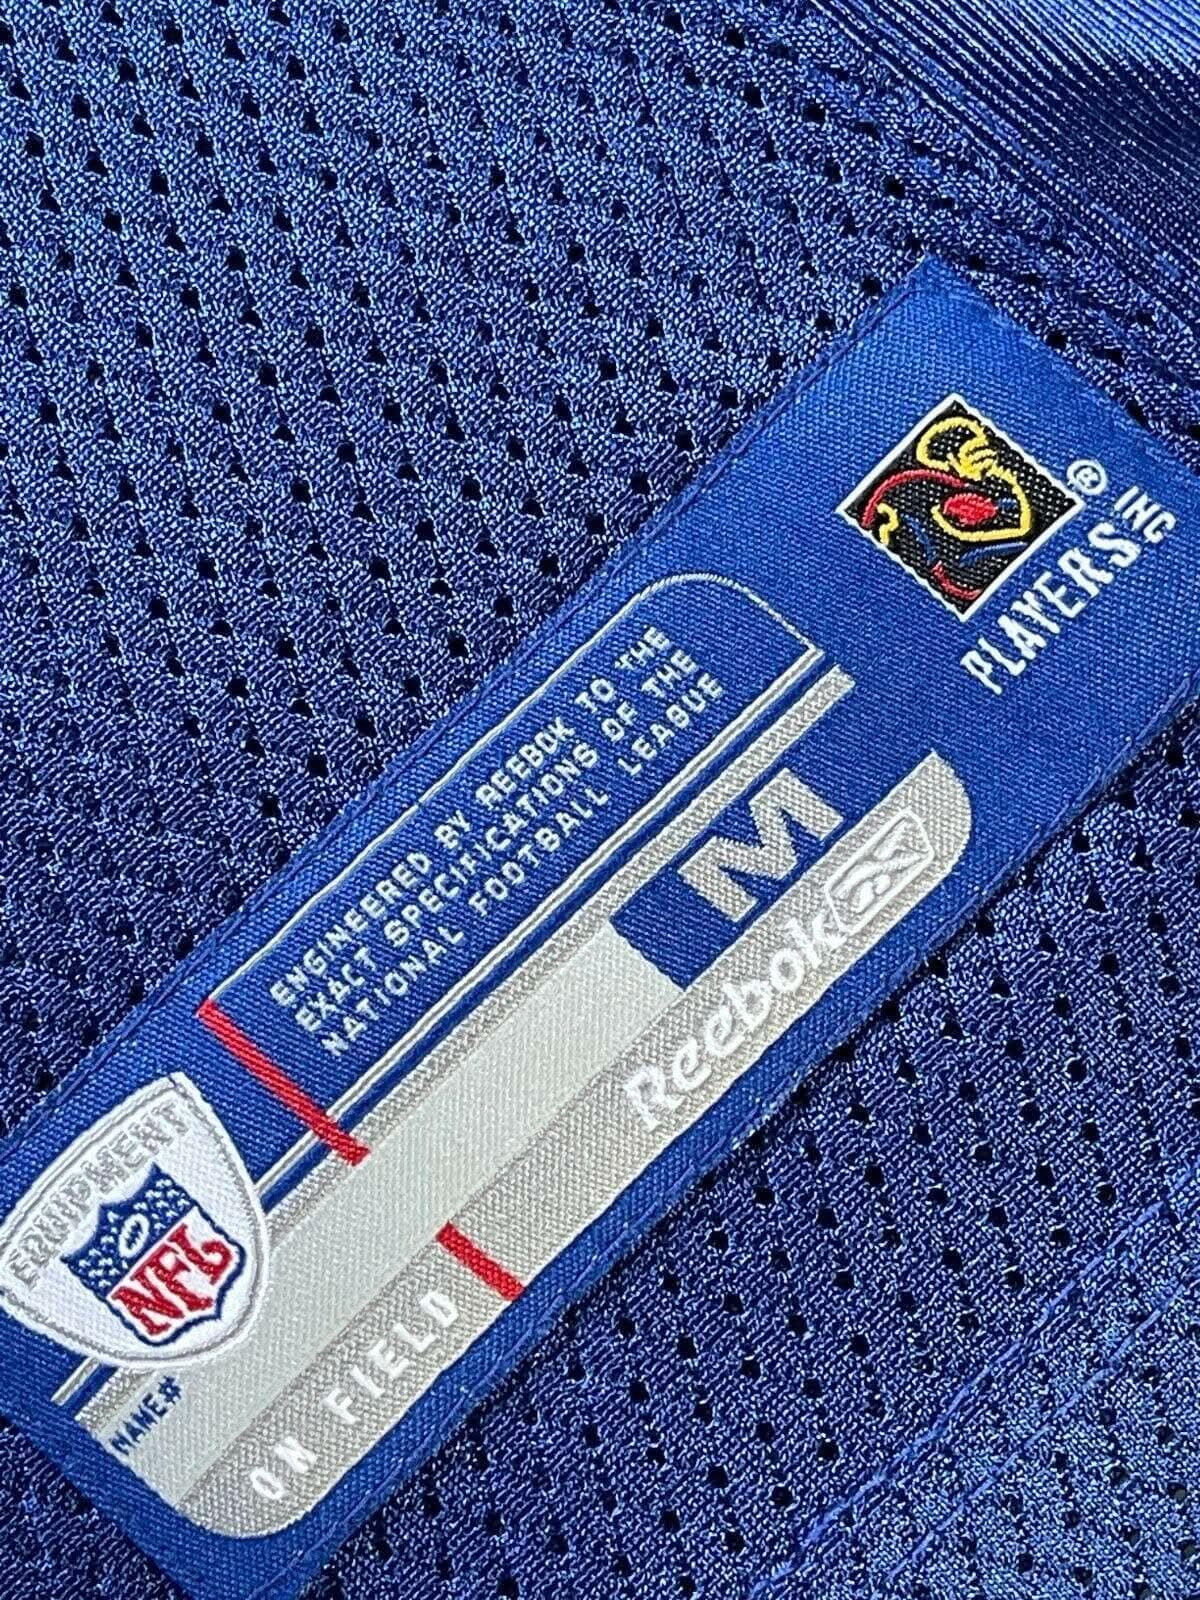 ® INC
PLAYERS
ENGINEERED BY REEBOK TO THE
EXACT SPECIFICATIONS OF THE
NATIONAL FOOTBALL LEAGUE
M
Reebok
EQUIPMENT
NFL
NAME#
ON FIELD